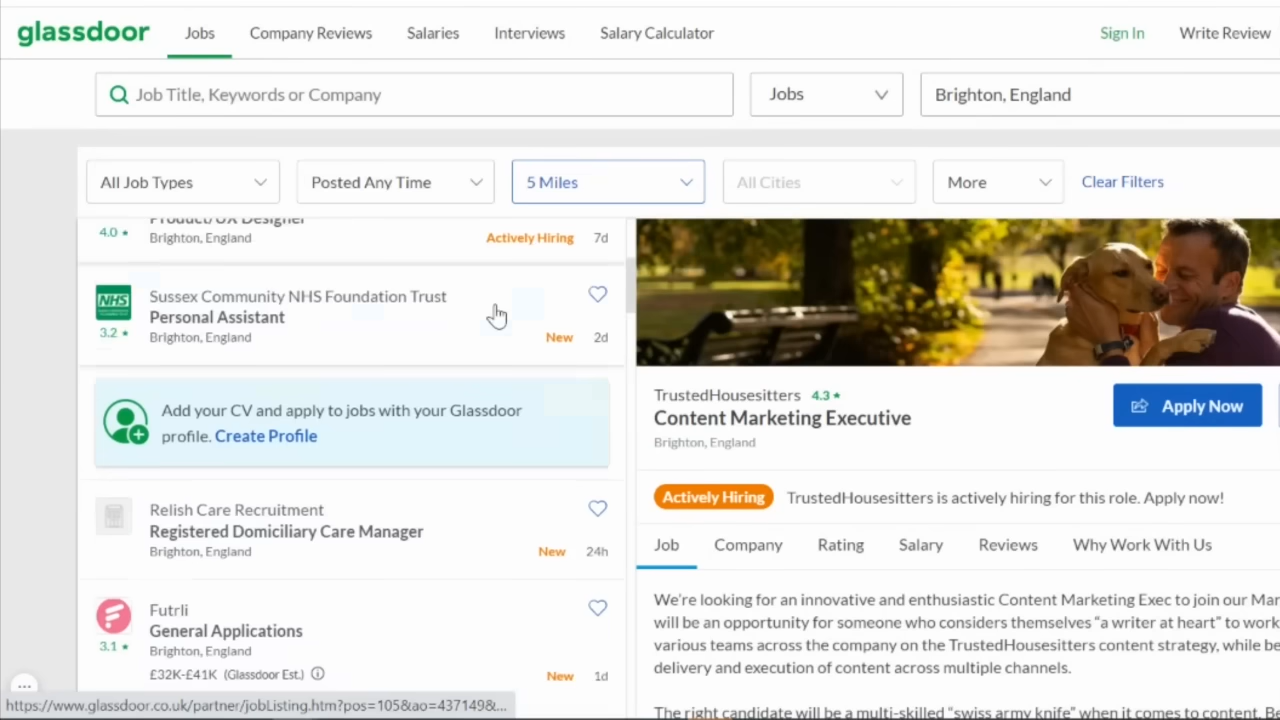 glassdoor
Jobs
Company Reviews
Salaries
Interviews
Salary Calculator
Sign In
Write Review
Job Title, Keywords or Company
Jobs
Brighton, England
All Job Types
Posted Any Time
5 Miles
All Cities
More
Clear Filters
Product/UX Designer
4.0 ★
Brighton, England
Actively Hiring
7d
NHS
Sussex Community NHS Foundation Trust
Personal Assistant
3.2 ★
Brighton, England
New
2d
Add your CV and apply to jobs with your Glassdoor
profile. Create Profile
Relish Care Recruitment
Registered Domiciliary Care Manager
Brighton, England
New
24h
Futrli
General Applications
3.1 ★
Brighton, England
£32K-£41K (Glassdoor Est.)
New
1d
https://www.glassdoor.co.uk/partner/jobListing.htm?pos=105&ao=437149&...
TrustedHousesitters 4.3 ★
Content Marketing Executive
Brighton, England
Apply Now
Actively Hiring
TrustedHousesitters is actively hiring for this role. Apply now!
Job
Company
Rating
Salary
Reviews
Why Work With Us
We're looking for an innovative and enthusiastic Content Marketing Exec to join our Mar
will be an opportunity for someone who considers themselves “a writer at heart” to work
various teams across the company on the TrustedHousesitters content strategy, while be
delivery and execution of content across multiple channels.
The right candidate will be a multi-skilled “swiss army knife” when it comes to content. Be